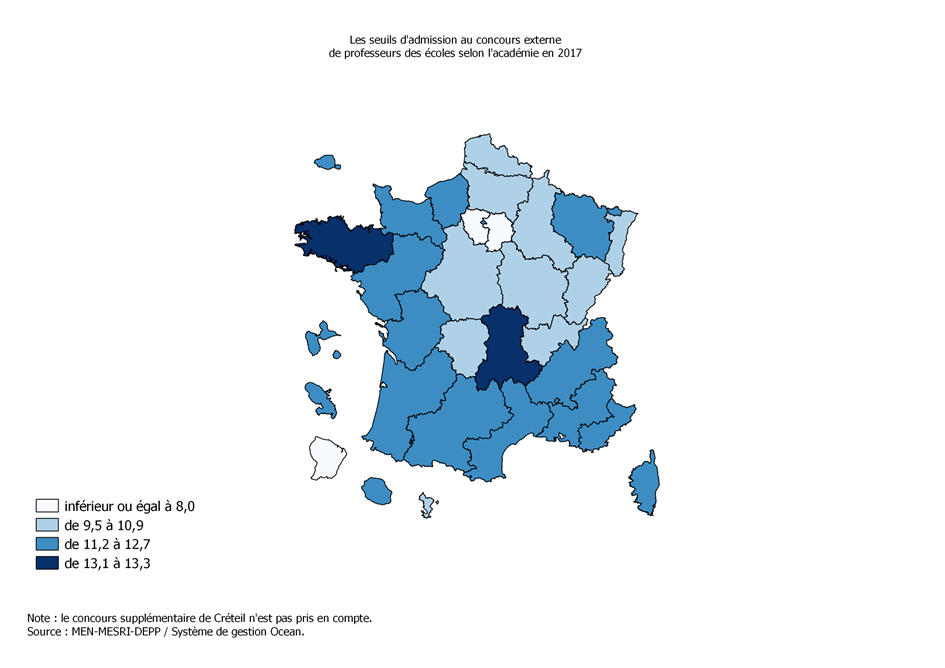 Les seuils d'admission au concours externe
de professeurs des écoles selon l'académie en 2017
inférieur ou égal à 8,0
de 9,5 à 10,9
de 11,2 à 12,7
de 13,1 à 13,3
Note : le concours supplémentaire de Créteil n'est pas pris en compte.
Source : MEN-MESRI-DEPP / Système de gestion Ocean.